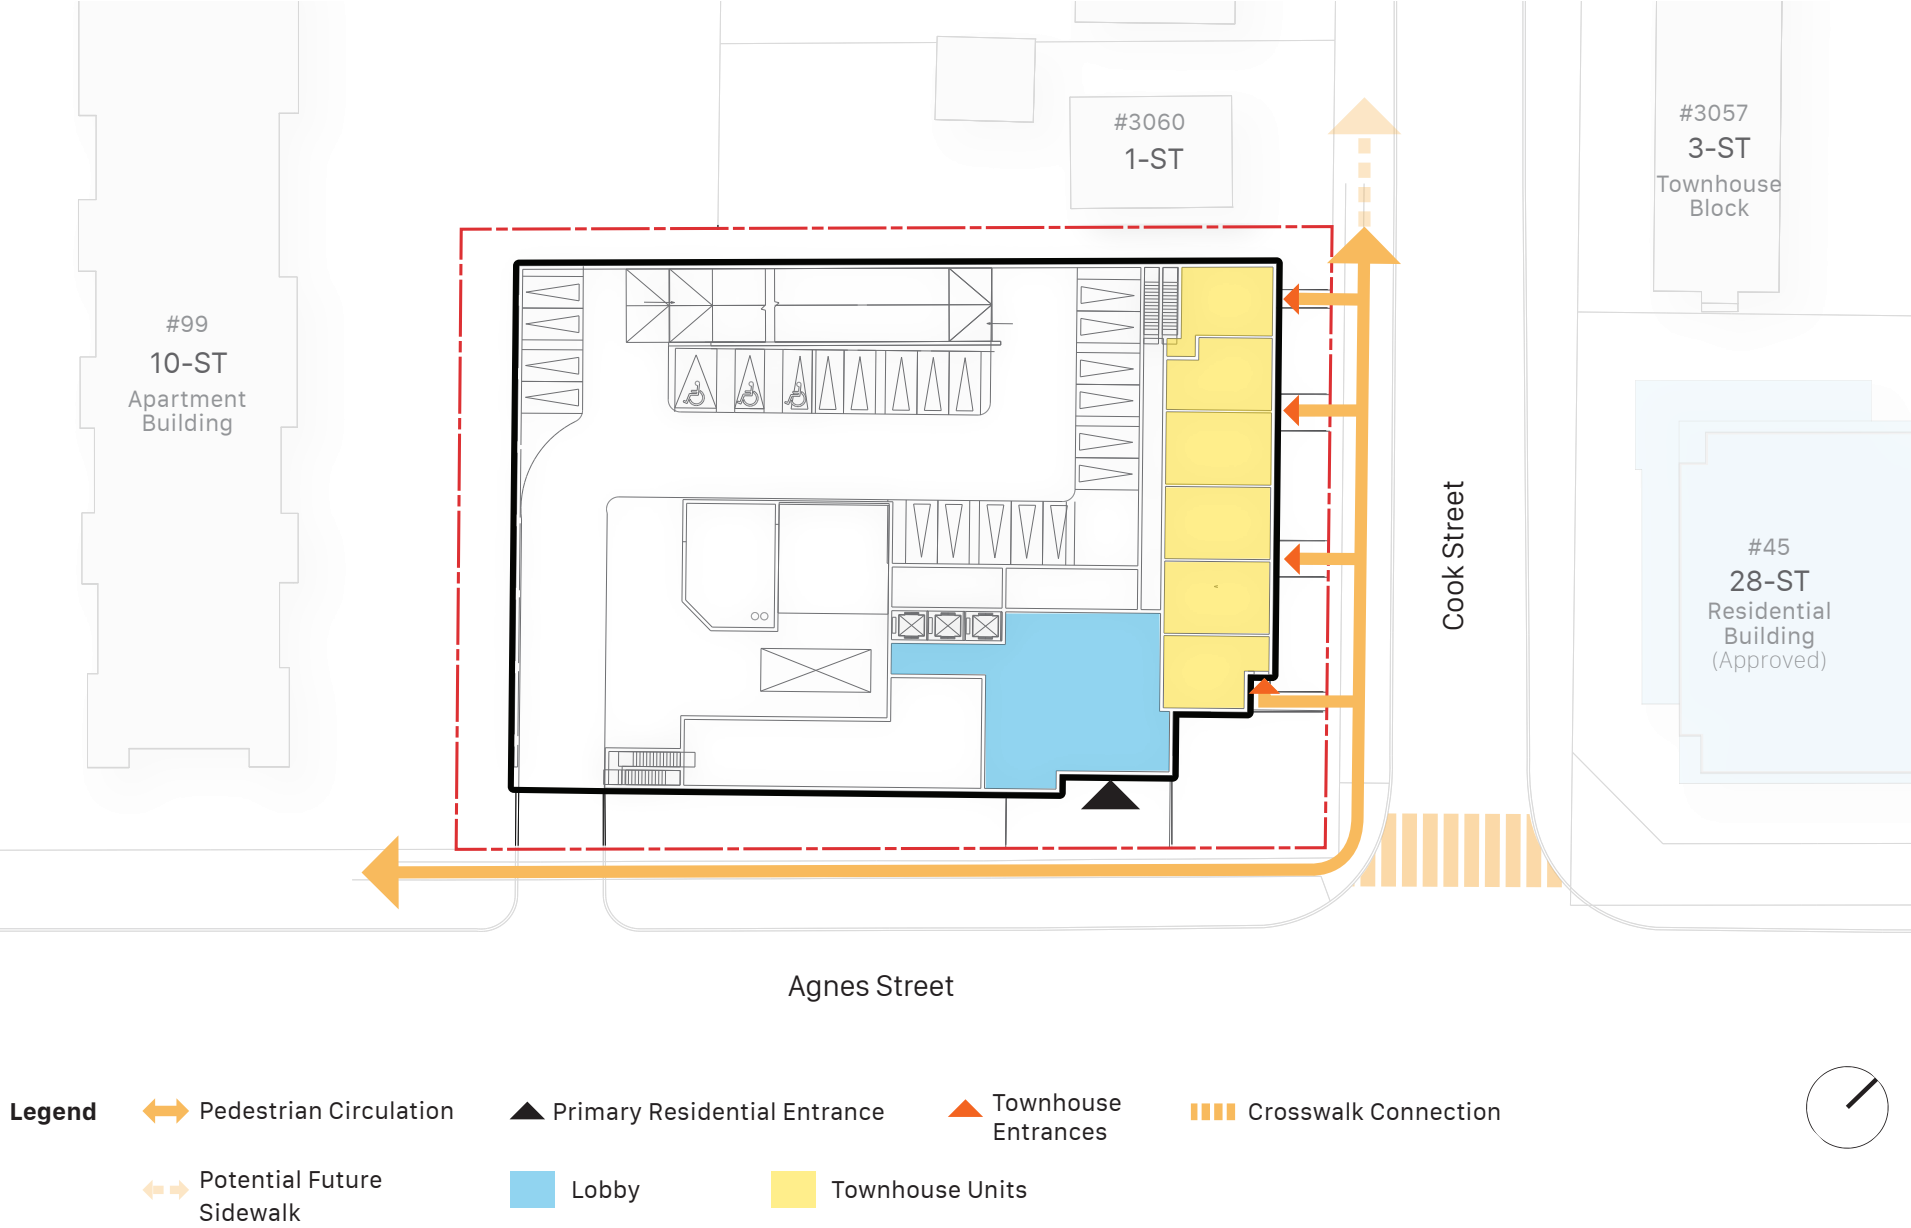 #3060
1-ST
#3057
3-ST
Townhouse
Block
#99
10-ST
Apartment
Building
Cook Street
#45
28-ST
Residential
Building
(Approved)
Agnes Street
Legend
Pedestrian Circulation
Primary Residential Entrance
Townhouse
Entrances
Crosswalk Connection
Potential Future
Sidewalk
Lobby
Townhouse Units